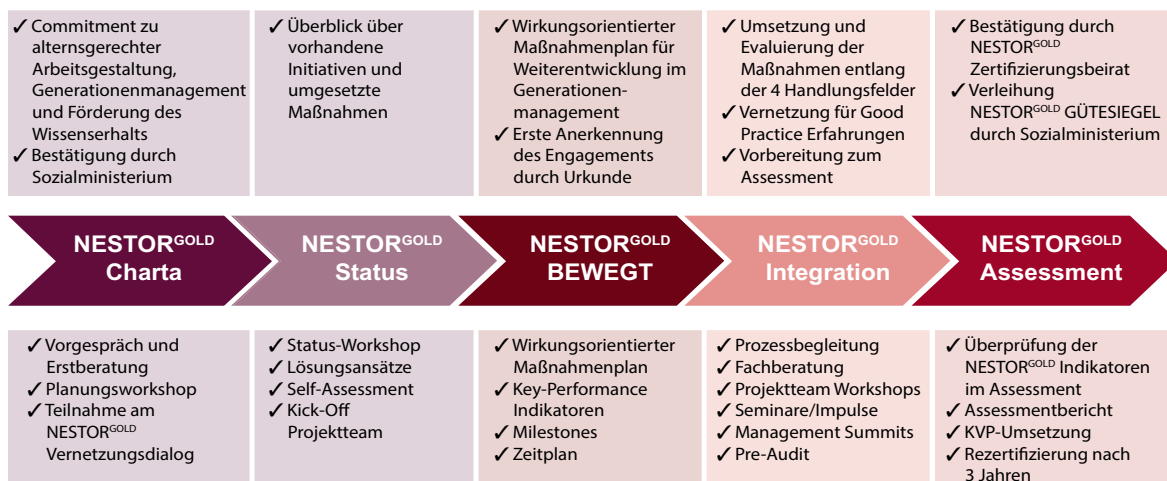 ✓ Commitment zu
alternsgerechter
Arbeitsgestaltung,
Generationenmanagement
und Förderung des
Wissenserhalts
✓ Bestätigung durch
Sozialministerium
✓ Überblick über
vorhandene
Initiativen und
umgesetzte
Maßnahmen
✓ Wirkungsorientierter
Maßnahmenplan für
Weiterentwicklung im
Generationen-
management
✓ Erste Anerkennung
des Engagements
durch Urkunde
✓ Umsetzung und
Evaluierung der
Maßnahmen entlang
der 4 Handlungsfelder
✓ Vernetzung für Good
Practice Erfahrungen
✓ Vorbereitung zum
Assessment
✓ Bestätigung durch
NESTORGOLD
Zertifizierungsbeirat
✓ Verleihung
NESTORGOLD GÜTESIEGEL
durch Sozialministerium
NESTORGOLD
Charta
NESTORGOLD
Status
NESTORGOLD
BEWEGT
NESTORGOLD
Integration
NESTORGOLD
Assessment
✓ Vorgespräch und
Erstberatung
✓ Planungsworkshop
✓ Teilnahme am
NESTORGOLD
Vernetzungsdialog
✓ Status-Workshop
✓ Lösungsansätze
✓ Self-Assessment
✓ Kick-Off
Projektteam
✓ Wirkungsorientierter
Maßnahmenplan
✓ Key-Performance
Indikatoren
✓ Milestones
✓ Zeitplan
✓ Prozessbegleitung
✓ Fachberatung
✓ Projektteam Workshops
✓ Seminare/Impulse
✓ Management Summits
✓ Pre-Audit
✓ Überprüfung der
NESTORGOLD Indikatoren
im Assessment
✓ Assessmentbericht
✓ KVP-Umsetzung
✓ Rezertifizierung nach
3 Jahren